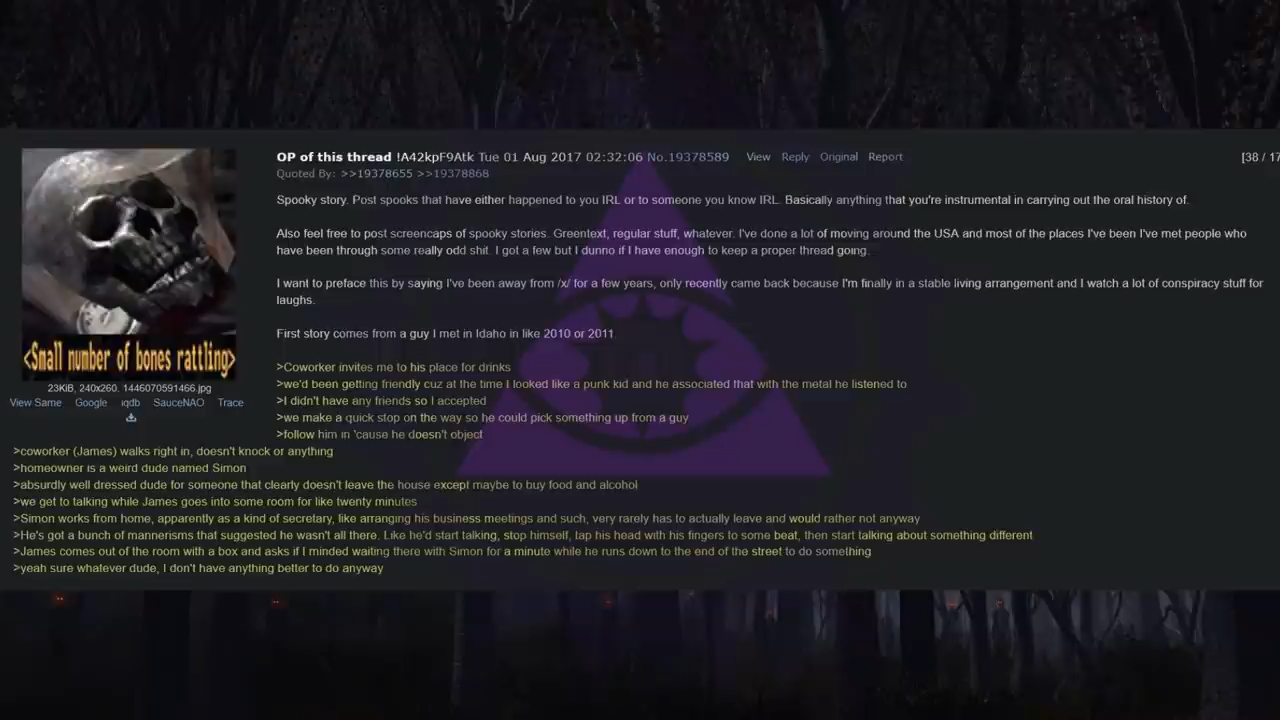 OP of this thread !A42kpF9Atk Tue 01 Aug 2017 02:32:06 No.19378589 View Reply Original Report [38 / 17
Quoted By: >>19378655 >>19378868
Spooky story. Post spooks that have either happened to you IRL or to someone you know IRL. Basically anything that you're instrumental in carrying out the oral history of.
Also feel free to post screencaps of spooky stories. Greentext, regular stuff, whatever. I've done a lot of moving around the USA and most of the places I've been I've met people who
have been through some really odd shit. I got a few but I dunno if I have enough to keep a proper thread going.
I want to preface this by saying I've been away from /x/ for a few years, only recently came back because I'm finally in a stable living arrangement and I watch a lot of conspiracy stuff for
laughs.
First story comes from a guy I met in Idaho in like 2010 or 2011
<Small number of bones rattling>
23KiB, 240x260, 1446070591466.jpg
View Same Google iqdb SauceNAO Trace
>Coworker invites me to his place for drinks
>we'd been getting friendly cuz at the time I looked like a punk kid and he associated that with the metal he listened to
>I didn't have any friends so I accepted
>we make a quick stop on the way so he could pick something up from a guy
>follow him in 'cause he doesn't object
>coworker (James) walks right in, doesn't knock or anything
>homeowner is a weird dude named Simon
>absurdly well dressed dude for someone that clearly doesn't leave the house except maybe to buy food and alcohol
>we get to talking while James goes into some room for like twenty minutes
>Simon works from home, apparently as a kind of secretary, like arranging his business meetings and such, very rarely has to actually leave and would rather not anyway
>He's got a bunch of mannerisms that suggested he wasn't all there. Like he'd start talking, stop himself, tap his head with his fingers to some beat, then start talking about something different
>James comes out of the room with a box and asks if I minded waiting there with Simon for a minute while he runs down to the end of the street to do something
>yeah sure whatever dude, I don't have anything better to do anyway